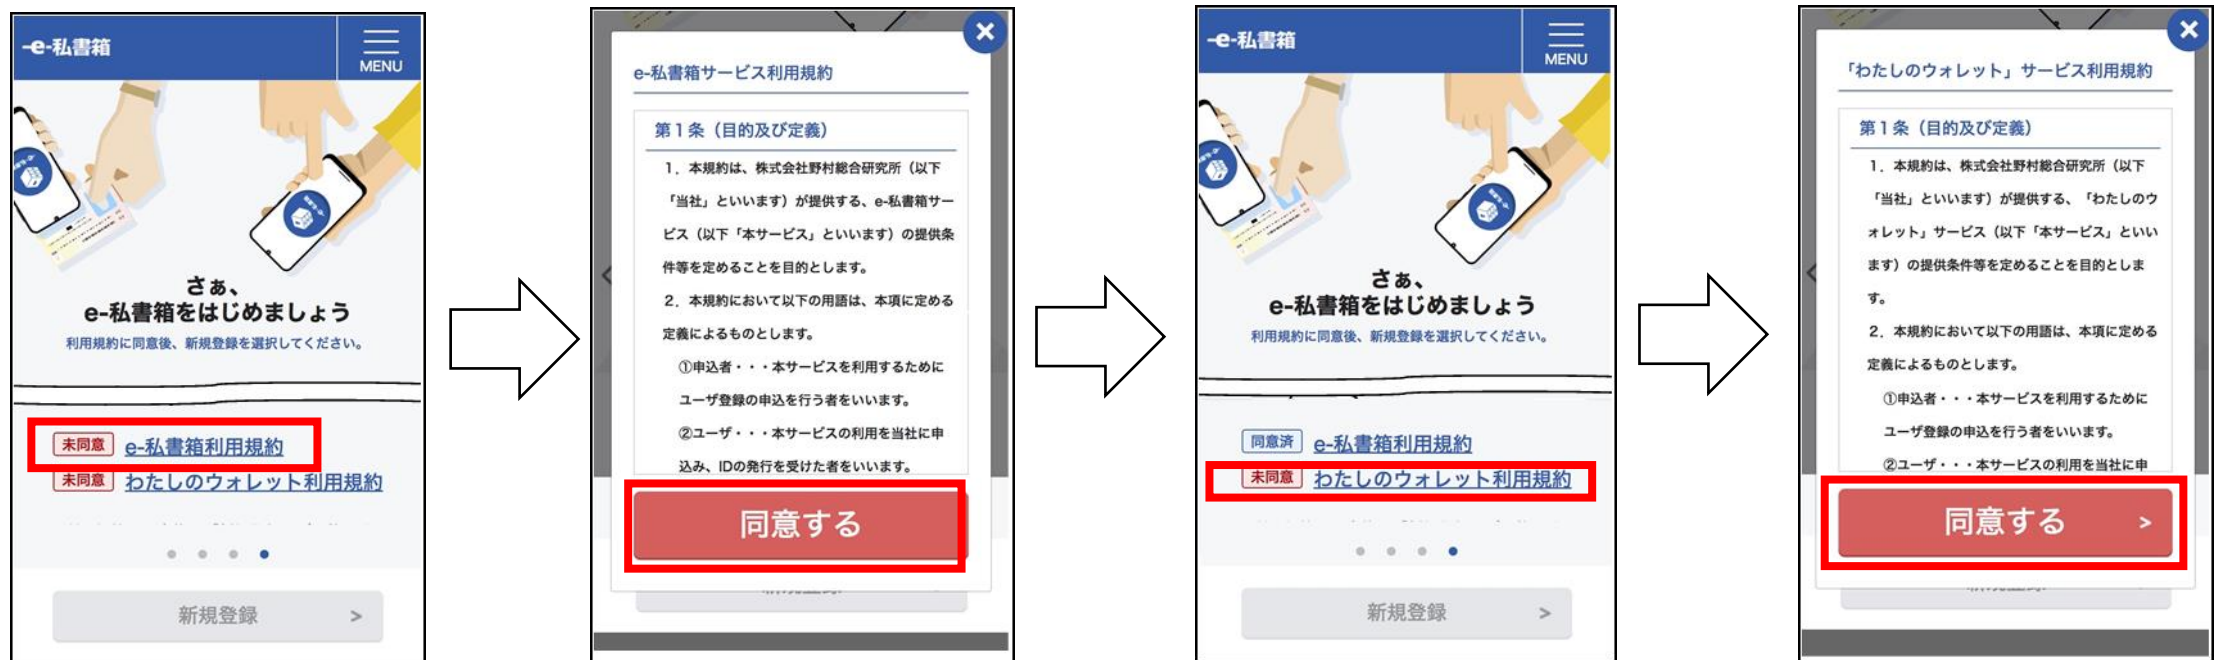 -e-私書箱
MENU
さぁ、
e-私書箱をはじめましょう
利用規約に同意後、新規登録を選択してください。
未同意 e-私書箱利用規約
未同意 わたしのウォレット利用規約
新規登録 >
×
e-私書箱サービス利用規約
第1条（目的及び定義）
1．本規約は、株式会社野村総合研究所（以下
「当社」といいます）が提供する、e-私書箱サー
ビス（以下「本サービス」といいます）の提供条
件等を定めることを目的とします。
2．本規約において以下の用語は、本項に定める
定義によるものとします。
①申込者・・・本サービスを利用するために
ユーザ登録の申込を行う者をいいます。
②ユーザ・・・本サービスの利用を当社に申
込み、IDの発行を受けた者をいいます。
同意する
-e-私書箱
MENU
さぁ、
e-私書箱をはじめましょう
利用規約に同意後、新規登録を選択してください。
同意済 e-私書箱利用規約
未同意 わたしのウォレット利用規約
新規登録 >
×
「わたしのウォレット」サービス利用規約
第1条（目的及び定義）
1．本規約は、株式会社野村総合研究所（以下
「当社」といいます）が提供する、「わたしのウ
ォレット」サービス（以下「本サービス」といい
ます）の提供条件等を定めることを目的としま
す。
2．本規約において以下の用語は、本項に定める
定義によるものとします。
①申込者・・・本サービスを利用するために
ユーザ登録の申込を行う者をいいます。
②ユーザ・・・本サービスの利用を当社に申
同意する >